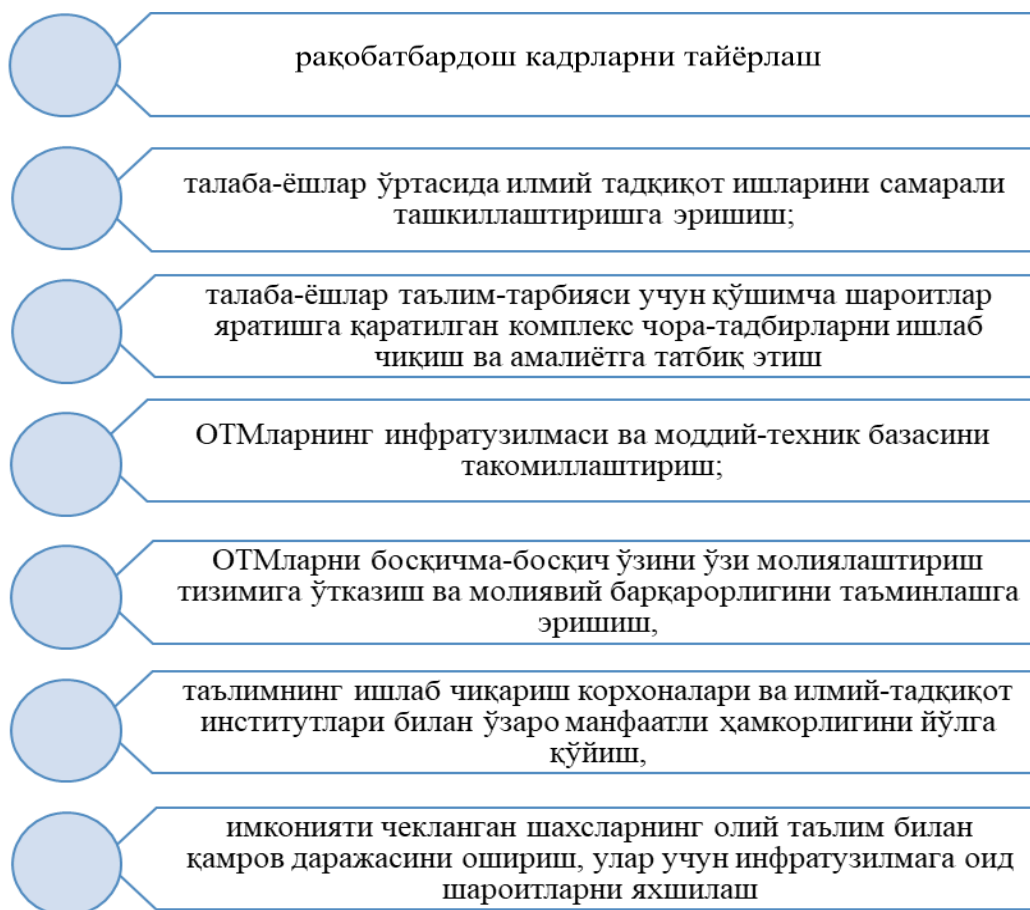 рақобатбардош кадрларни тайёрлаш
талаба-ёшлар ўртасида илмий тадқиқот ишларини самарали
ташкиллаштиришга эришиш;
талаба-ёшлар таълим-тарбияси учун қўшимча шароитлар
яратишга қаратилган комплекс чора-тадбирларни ишлаб
чиқиш ва амалиётга татбиқ этиш
ОТМларнинг инфратузилмаси ва моддий-техник базасини
такомиллаштириш;
ОТМларни босқичма-босқич ўзини ўзи молиялаштириш
тизимига ўтказиш ва молиявий барқарорлигини таъминлашга
эришиш,
таълимнинг ишлаб чиқариш корхоналари ва илмий-тадқиқот
институтлари билан ўзаро манфаатли ҳамкорлигини йўлга
қўйиш,
имконияти чекланган шахсларнинг олий таълим билан
қамров даражасини ошириш, улар учун инфратузилмага оид
шароитларни яхшилаш